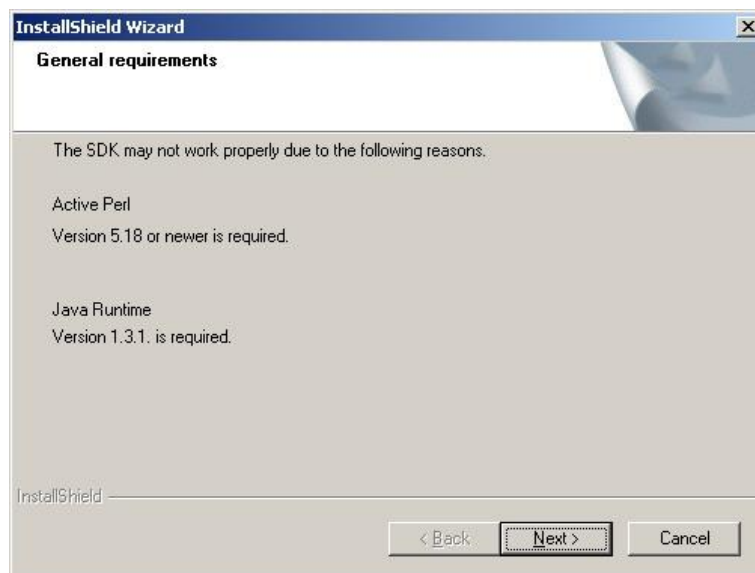 InstallShield Wizard
General requirements
The SDK may not work properly due to the following reasons.
Active Perl
Version 5.18 or newer is required.
Java Runtime
Version 1.3.1. is required.
InstallShield
< Back Next > Cancel